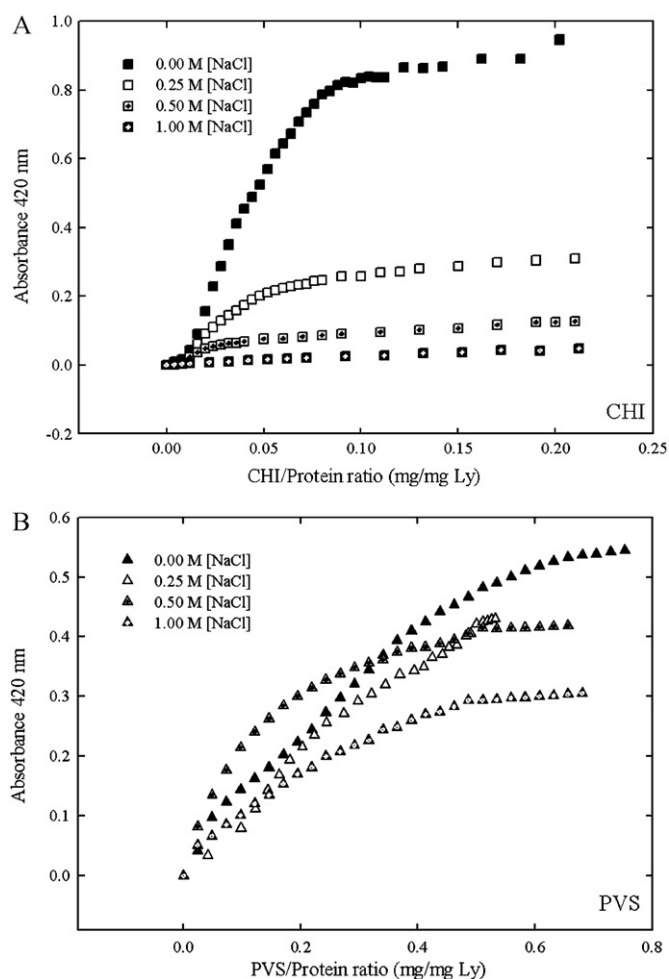 A
1.0
0.8
0.6
0.4
0.2
0.0
-0.2
Absorbance 420 nm
0.00 M [NaCl]
0.25 M [NaCl]
0.50 M [NaCl]
1.00 M [NaCl]
CHI
0.00
0.05
0.10
0.15
0.20
CHI/Protein ratio (mg/mg Ly)
B
0.6
0.5
0.4
0.3
0.2
0.1
0.0
Absorbance 420 nm
0.00 M [NaCl]
0.25 M [NaCl]
0.50 M [NaCl]
1.00 M [NaCl]
PVS
0.0
0.2
0.4
0.6
0.8
PVS/Protein ratio (mg/mg Ly)